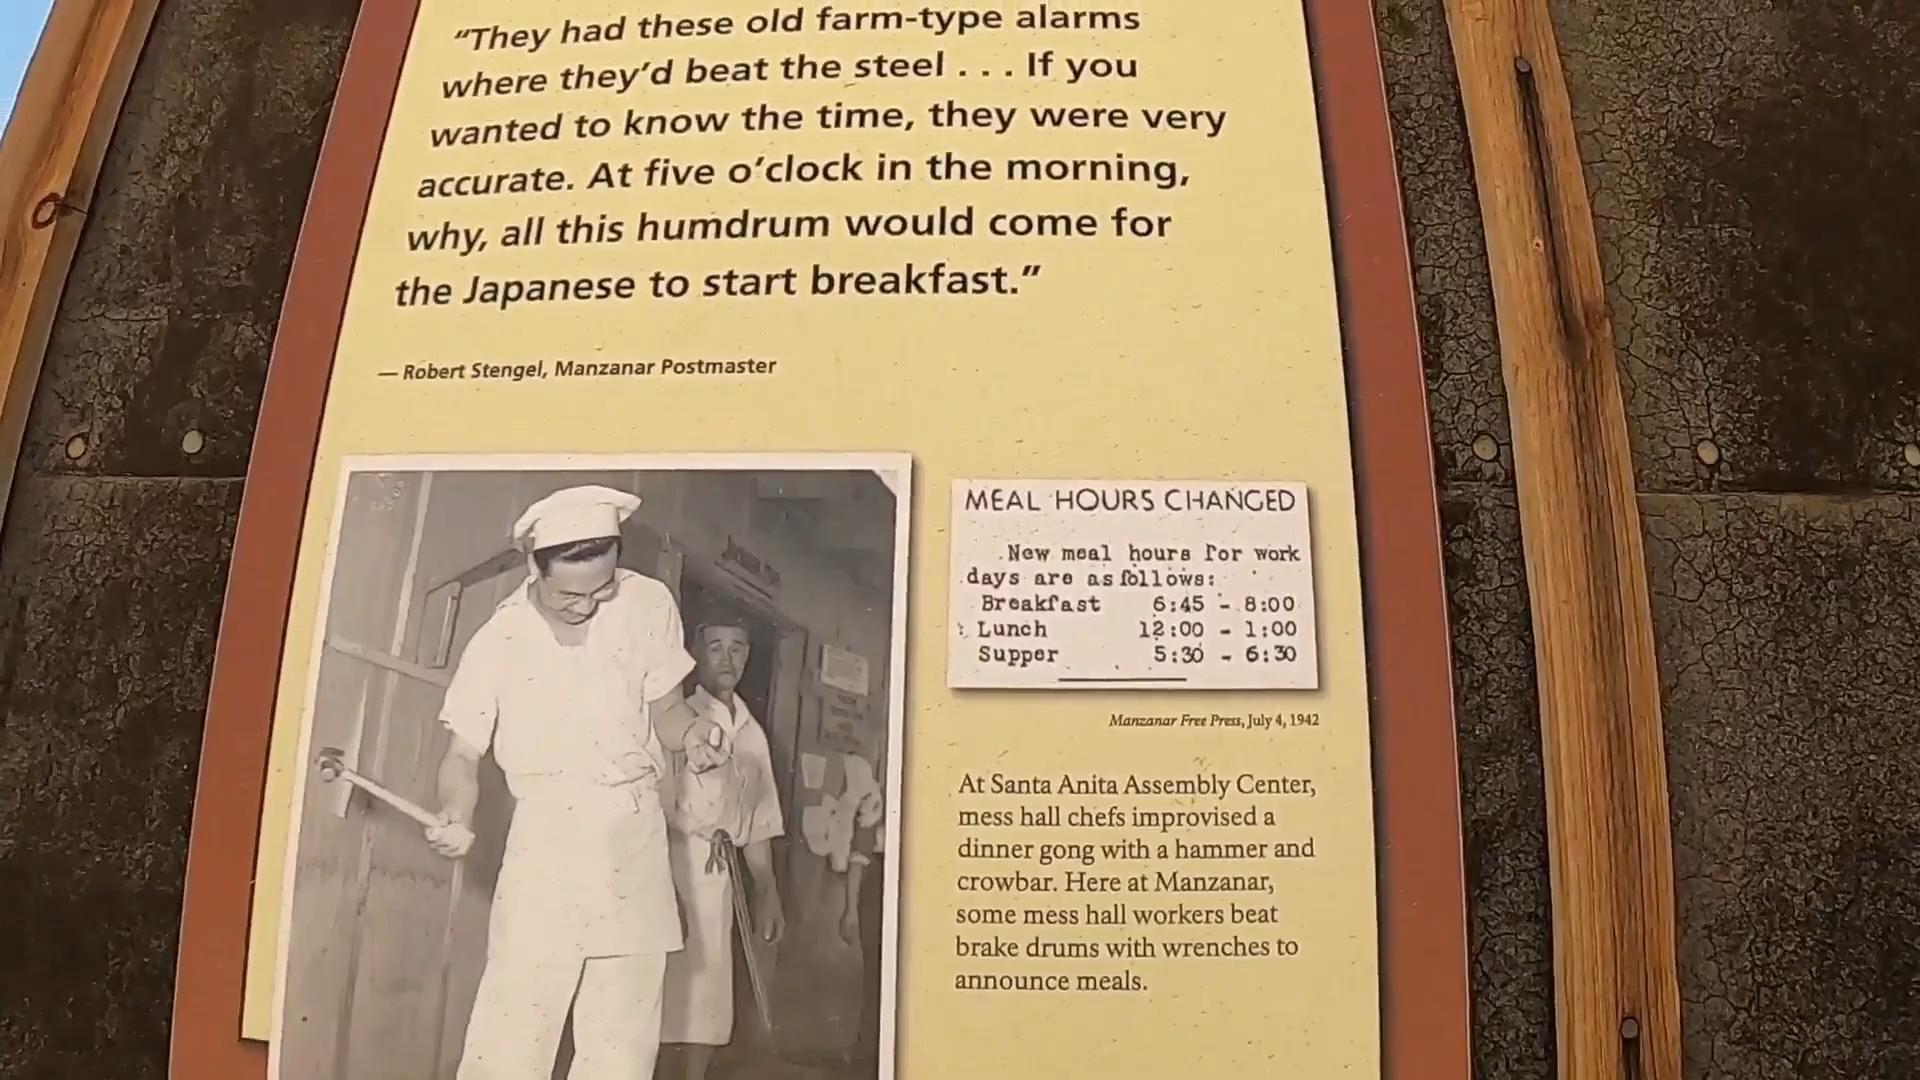 “They had these old farm-type alarms
where they’d beat the steel . . . If you
wanted to know the time, they were very
accurate. At five o’clock in the morning,
why, all this humdrum would come for
the Japanese to start breakfast.”
— Robert Stengel, Manzanar Postmaster
MEAL HOURS CHANGED
New meal hours for work
days are as follows:
Breakfast 6:45 - 8:00
Lunch 12:00 - 1:00
Supper 5:30 - 6:30
Manzanar Free Press, July 4, 1942
At Santa Anita Assembly Center,
mess hall chefs improvised a
dinner gong with a hammer and
crowbar. Here at Manzanar,
some mess hall workers beat
brake drums with wrenches to
announce meals.